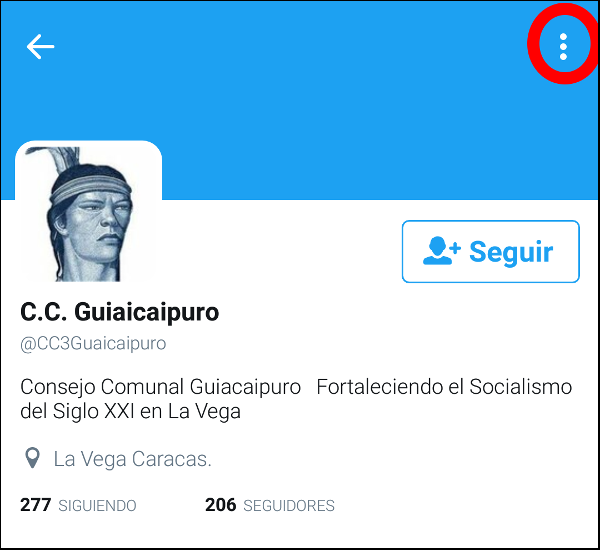 Seguir
C.C. Guiaicaipuro
@CC3Guaicaipuro
Consejo Comunal Guiacaipuro Fortaleciendo el Socialismo
del Siglo XXI en La Vega
La Vega Caracas.
277 SIGUIENDO 206 SEGUIDORES